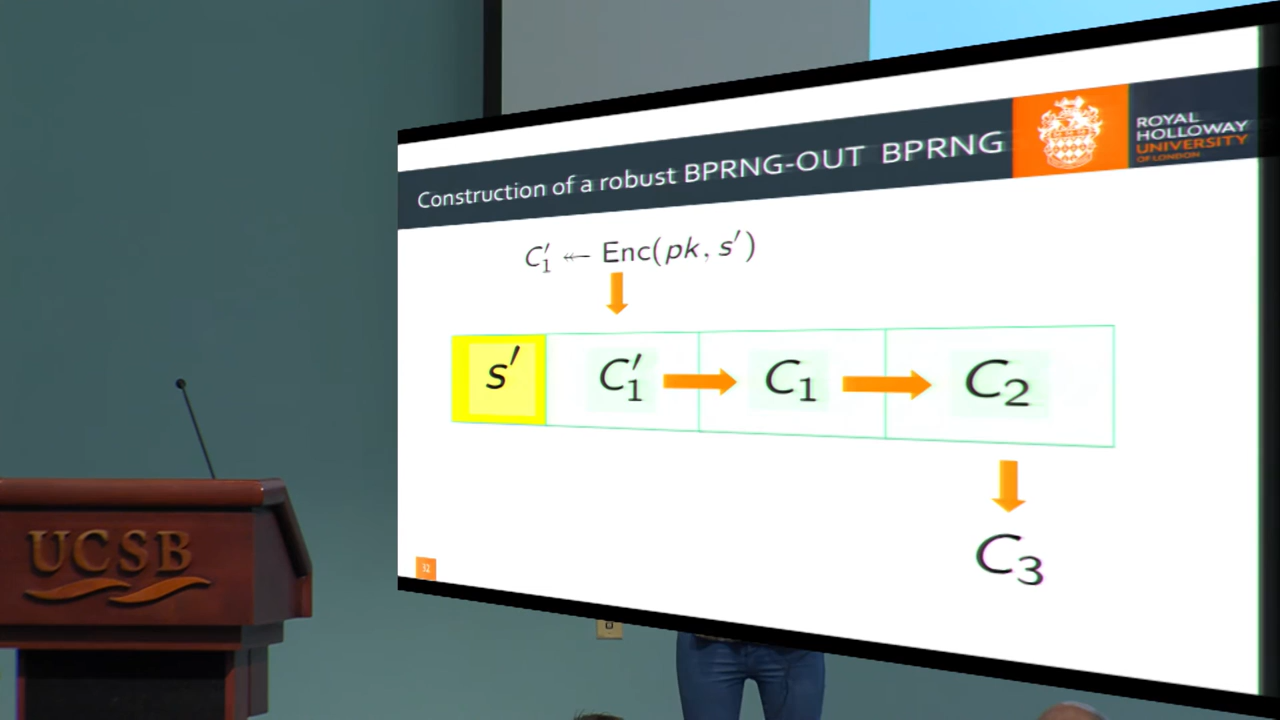 Construction of a robust BPRNG-OUT BPRNG
ROYAL
HOLLOWAY
UNIVERSITY
OF LONDON
C′₁ ↞ Enc(pk, s′)
s′ C′₁ C₁ C₂
C₃
32
UCSB